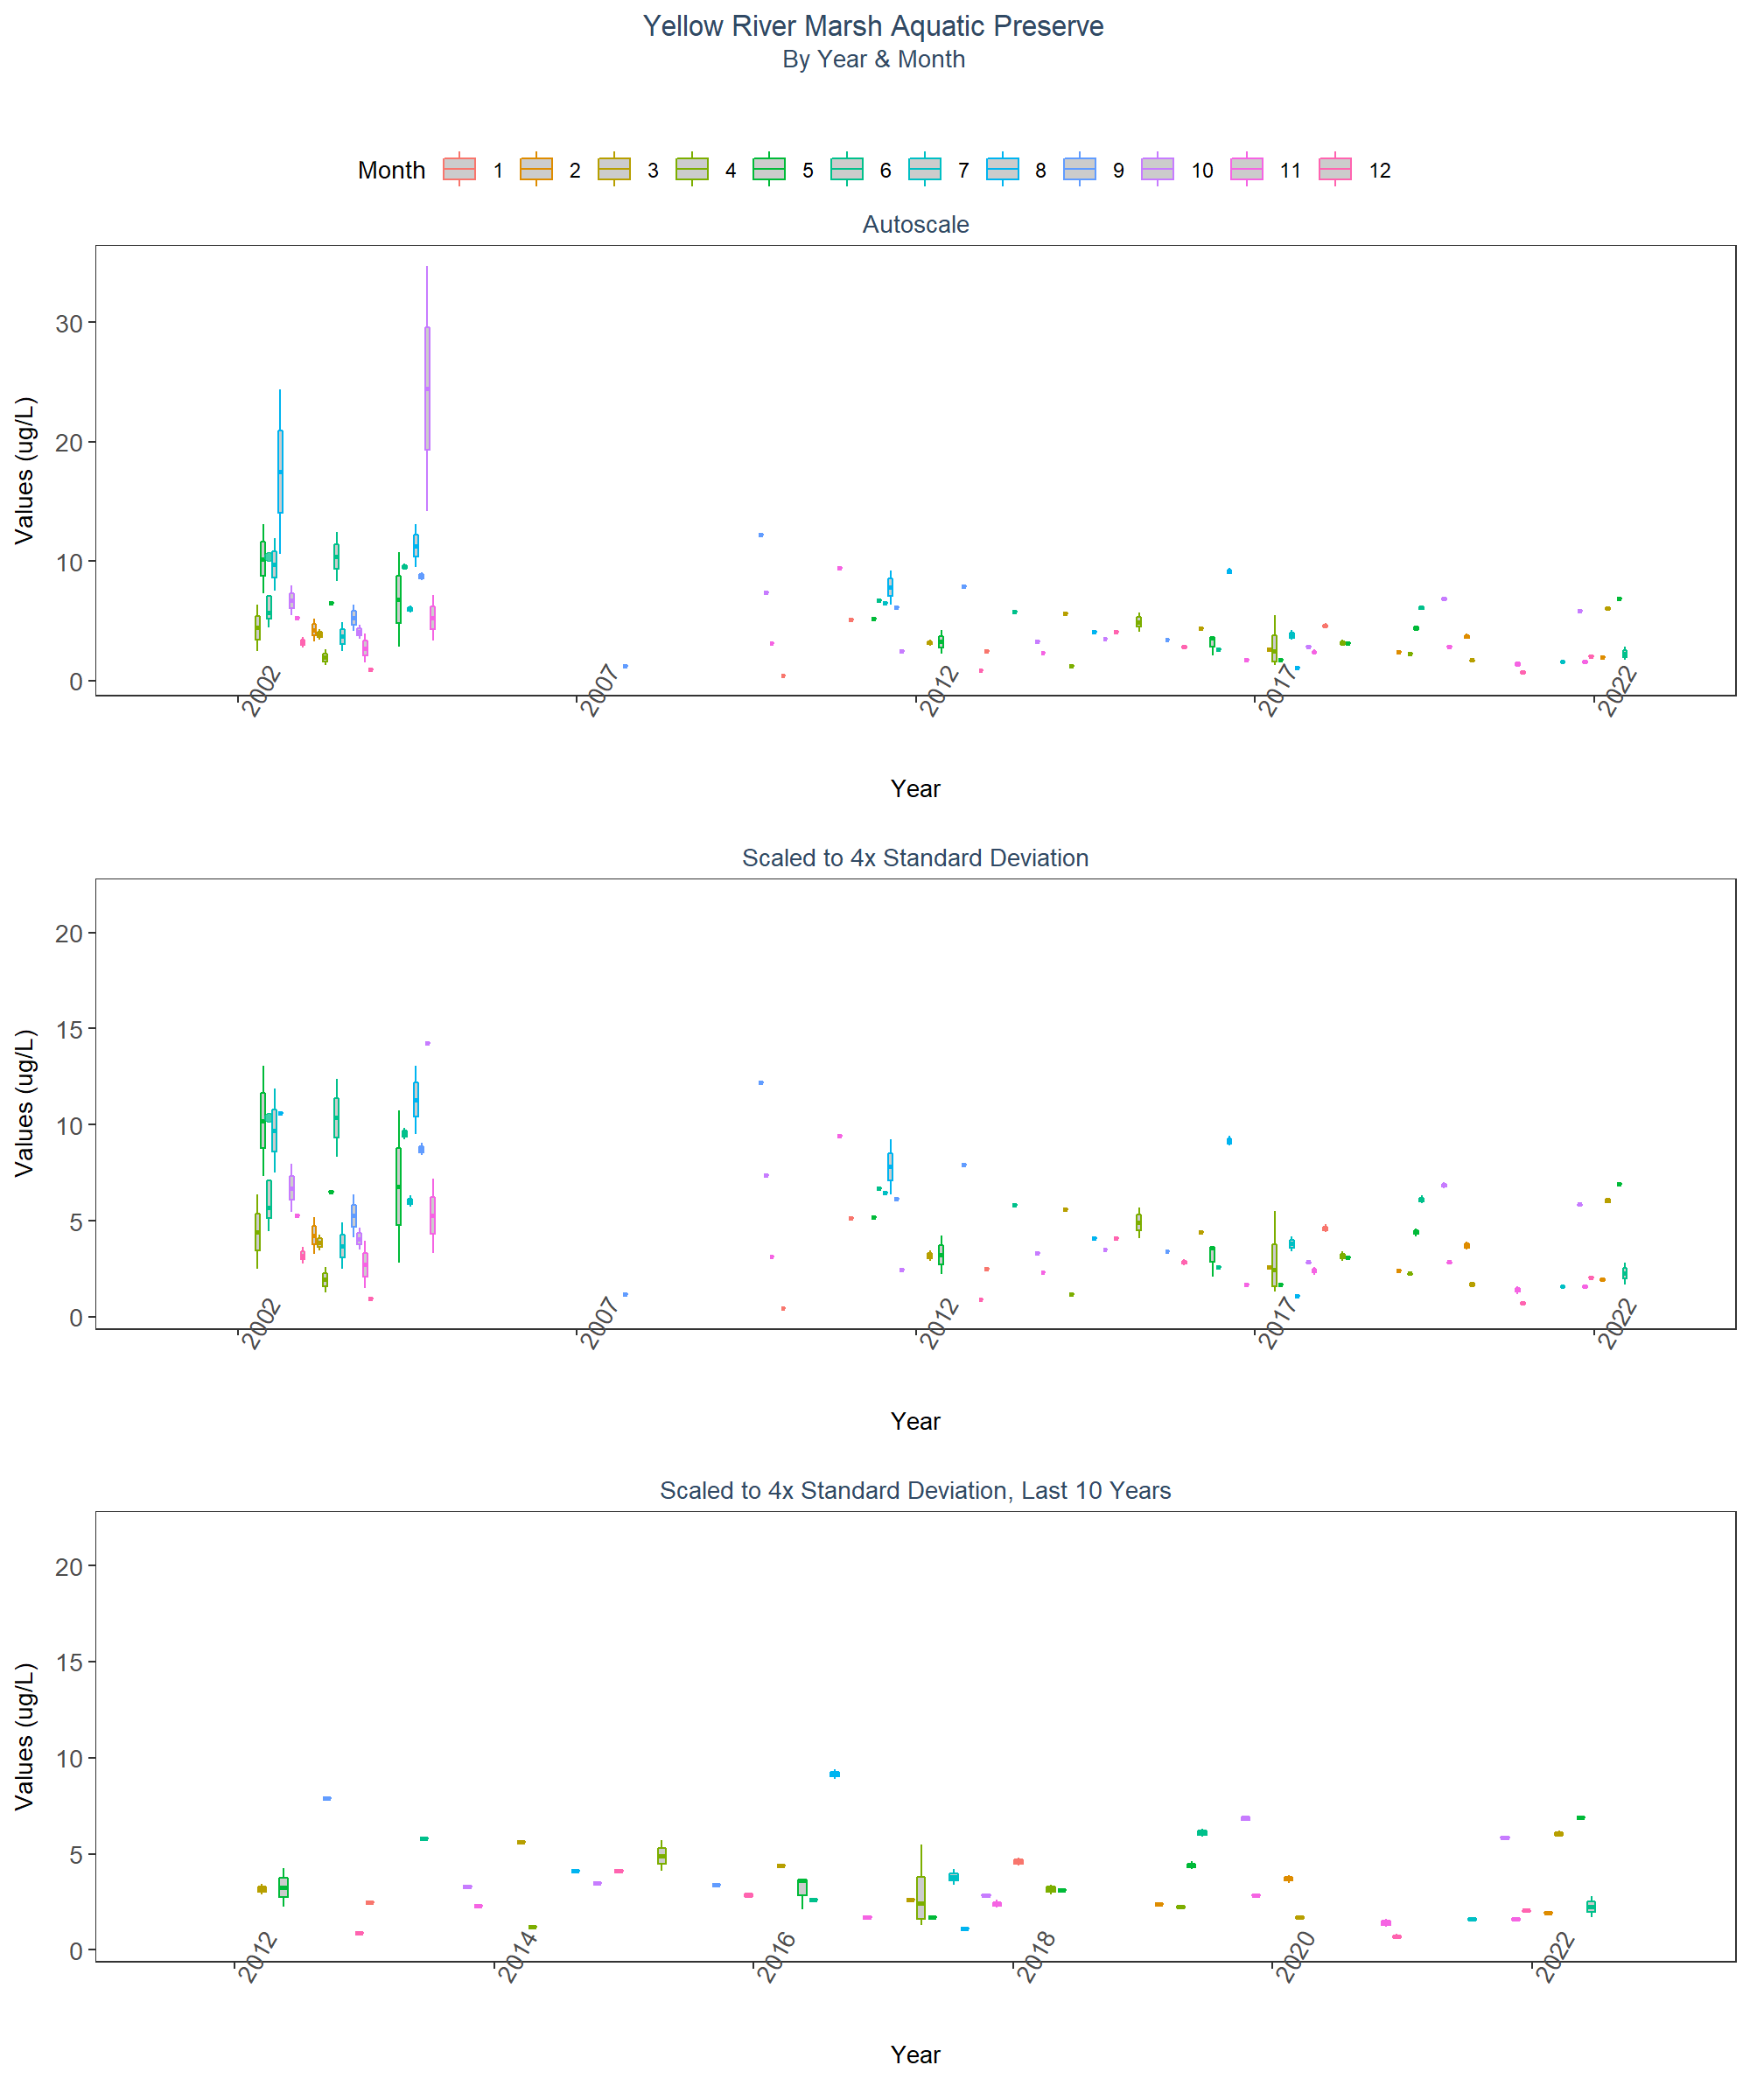 Yellow River Marsh Aquatic Preserve
By Year & Month
Month 1 2 3 4 5 6 7 8 9 10 11 12
Autoscale
Values (ug/L)
30
20
10
0
2002 2007 2012 2017 2022
Year
Scaled to 4x Standard Deviation
Values (ug/L)
20
15
10
5
0
2002 2007 2012 2017 2022
Year
Scaled to 4x Standard Deviation, Last 10 Years
Values (ug/L)
20
15
10
5
0
2012 2014 2016 2018 2020 2022
Year